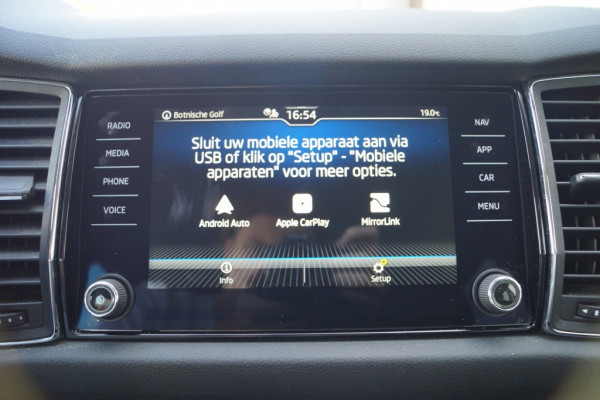 Botnische Golf 16:54 19.0°C
RADIO
MEDIA
PHONE
VOICE
Sluit uw mobiele apparaat aan via
USB of klik op "Setup" - "Mobiele
apparaten" voor meer opties.
Android Auto Apple CarPlay MirrorLink
Info Setup
NAV
APP
CAR
MENU